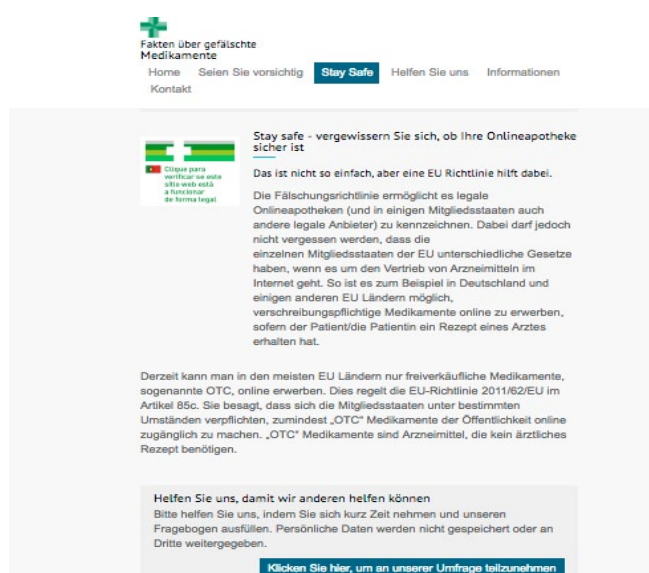 Fakten über gefälschte
Medikamente
Home Seien Sie vorsichtig Stay Safe Helfen Sie uns Informationen
Kontakt
Clique para
verificar se este
sítio web está
a funcionar
de forma legal
Stay safe - vergewissern Sie sich, ob Ihre Onlineapotheke
sicher ist
Das ist nicht so einfach, aber eine EU Richtlinie hilft dabei.
Die Fälschungsrichtlinie ermöglicht es legale
Onlineapotheken (und in einigen Mitgliedsstaaten auch
andere legale Anbieter) zu kennzeichnen. Dabei darf jedoch
nicht vergessen werden, dass die
einzelnen Mitgliedsstaaten der EU unterschiedliche Gesetze
haben, wenn es um den Vertrieb von Arzneimitteln im
Internet geht. So ist es zum Beispiel in Deutschland und
einigen anderen EU Ländern möglich,
verschreibungspflichtige Medikamente online zu erwerben,
sofern der Patient/die Patientin ein Rezept eines Arztes
erhalten hat.
Derzeit kann man in den meisten EU Ländern nur freiverkäufliche Medikamente,
sogenannte OTC, online erwerben. Dies regelt die EU-Richtlinie 2011/62/EU im
Artikel 85c. Sie besagt, dass sich die Mitgliedsstaaten unter bestimmten
Umständen verpflichten, zumindest „OTC“ Medikamente der Öffentlichkeit online
zugänglich zu machen. „OTC“ Medikamente sind Arzneimittel, die kein ärztliches
Rezept benötigen.
Helfen Sie uns, damit wir anderen helfen können
Bitte helfen Sie uns, indem Sie sich kurz Zeit nehmen und unseren
Fragebogen ausfüllen. Persönliche Daten werden nicht gespeichert oder an
Dritte weitergegeben.
Klicken Sie hier, um an unserer Umfrage teilzunehmen